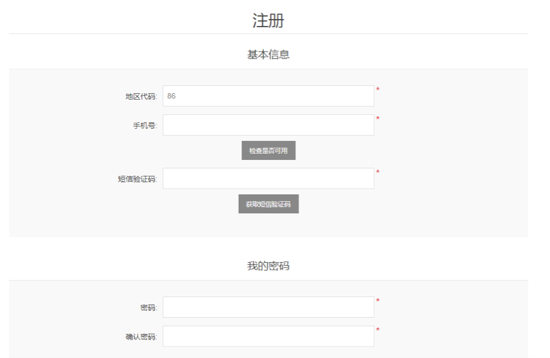 注册
基本信息
地区代码: 86 *
手机号: *
检查是否可用
短信验证码: *
获取短信验证码
我的密码
密码: *
确认密码: *